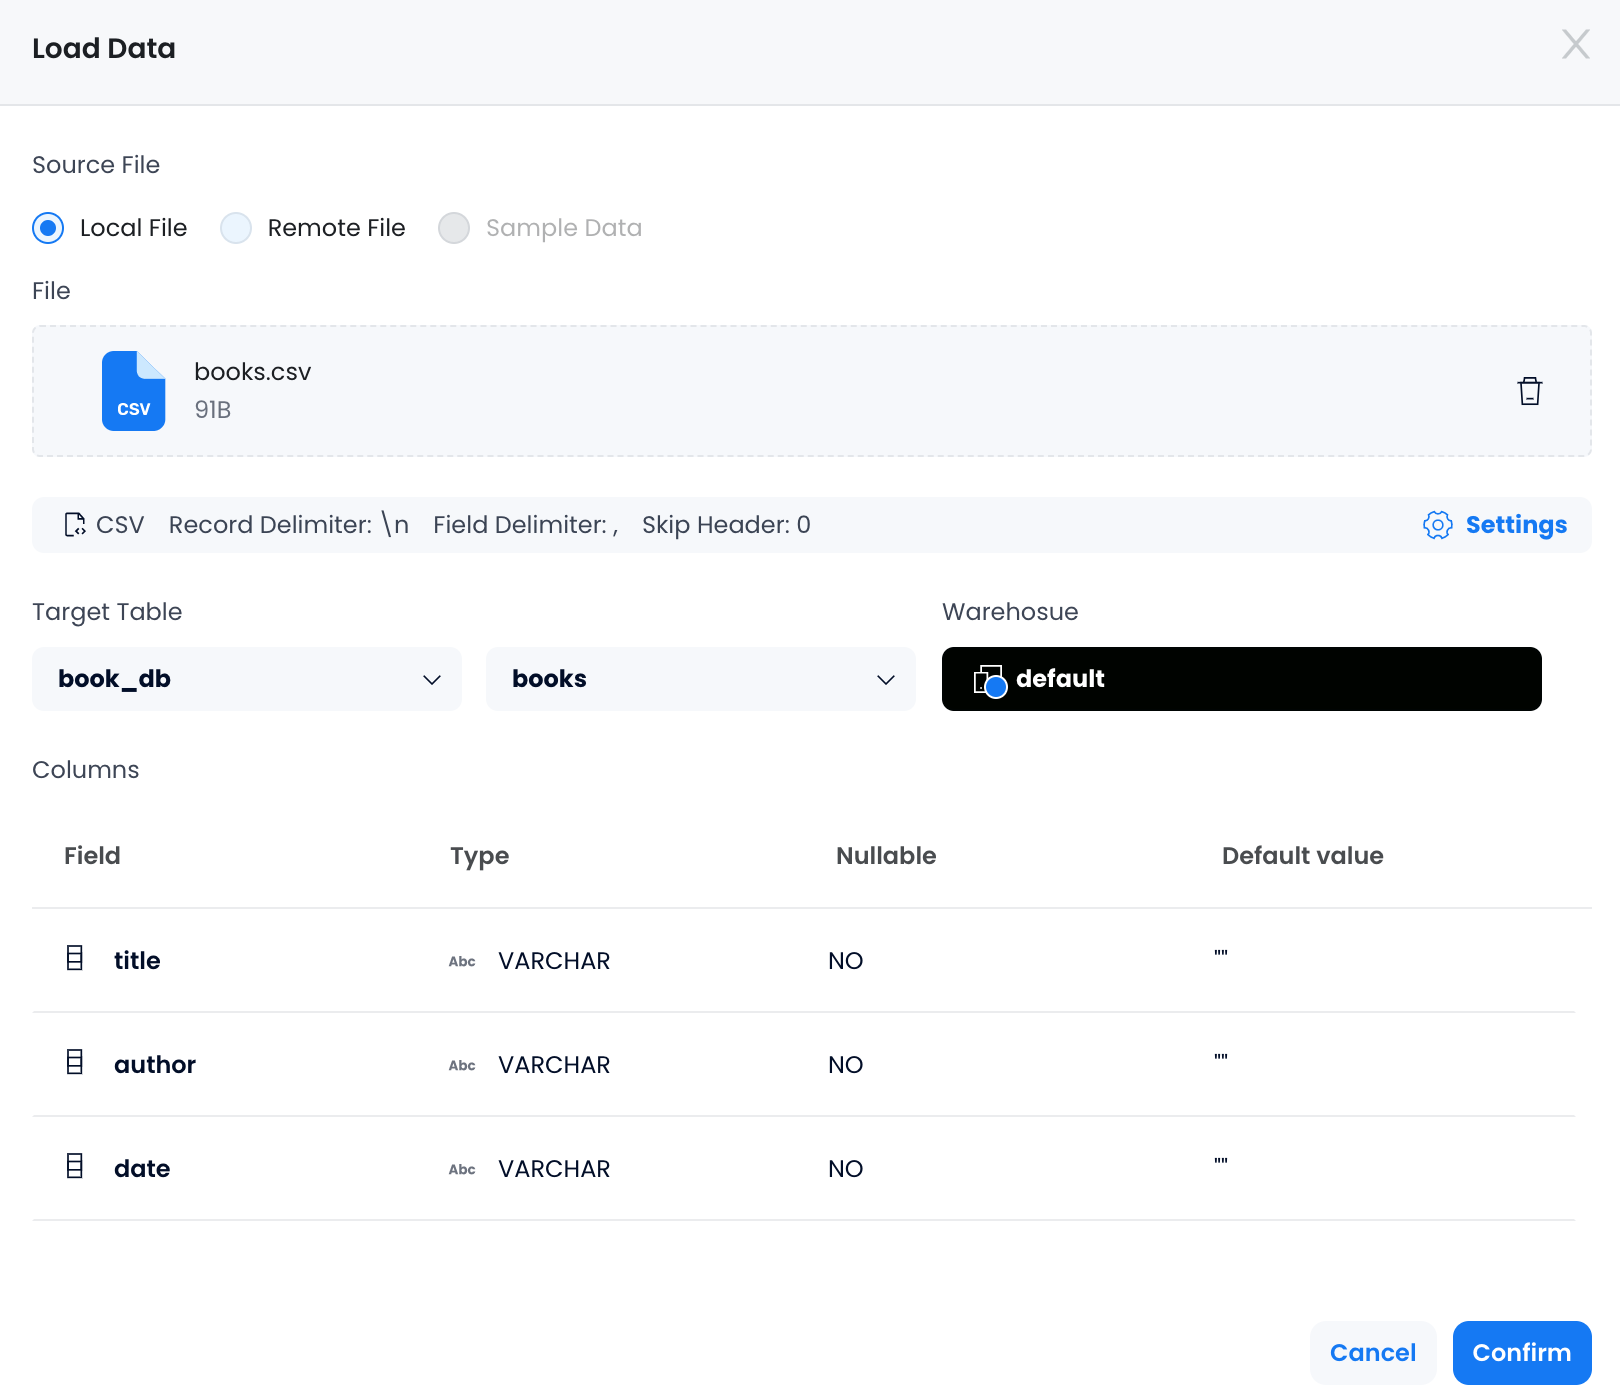 Load Data
Source File
Local File Remote File Sample Data
File
books.csv
CSV
91B
CSV Record Delimiter: \n Field Delimiter: , Skip Header: 0 Settings
Target Table Warehosue
book_db books default
Columns
Field Type Nullable Default value
title Abc VARCHAR NO ""
author Abc VARCHAR NO ""
date Abc VARCHAR NO ""
Cancel Confirm